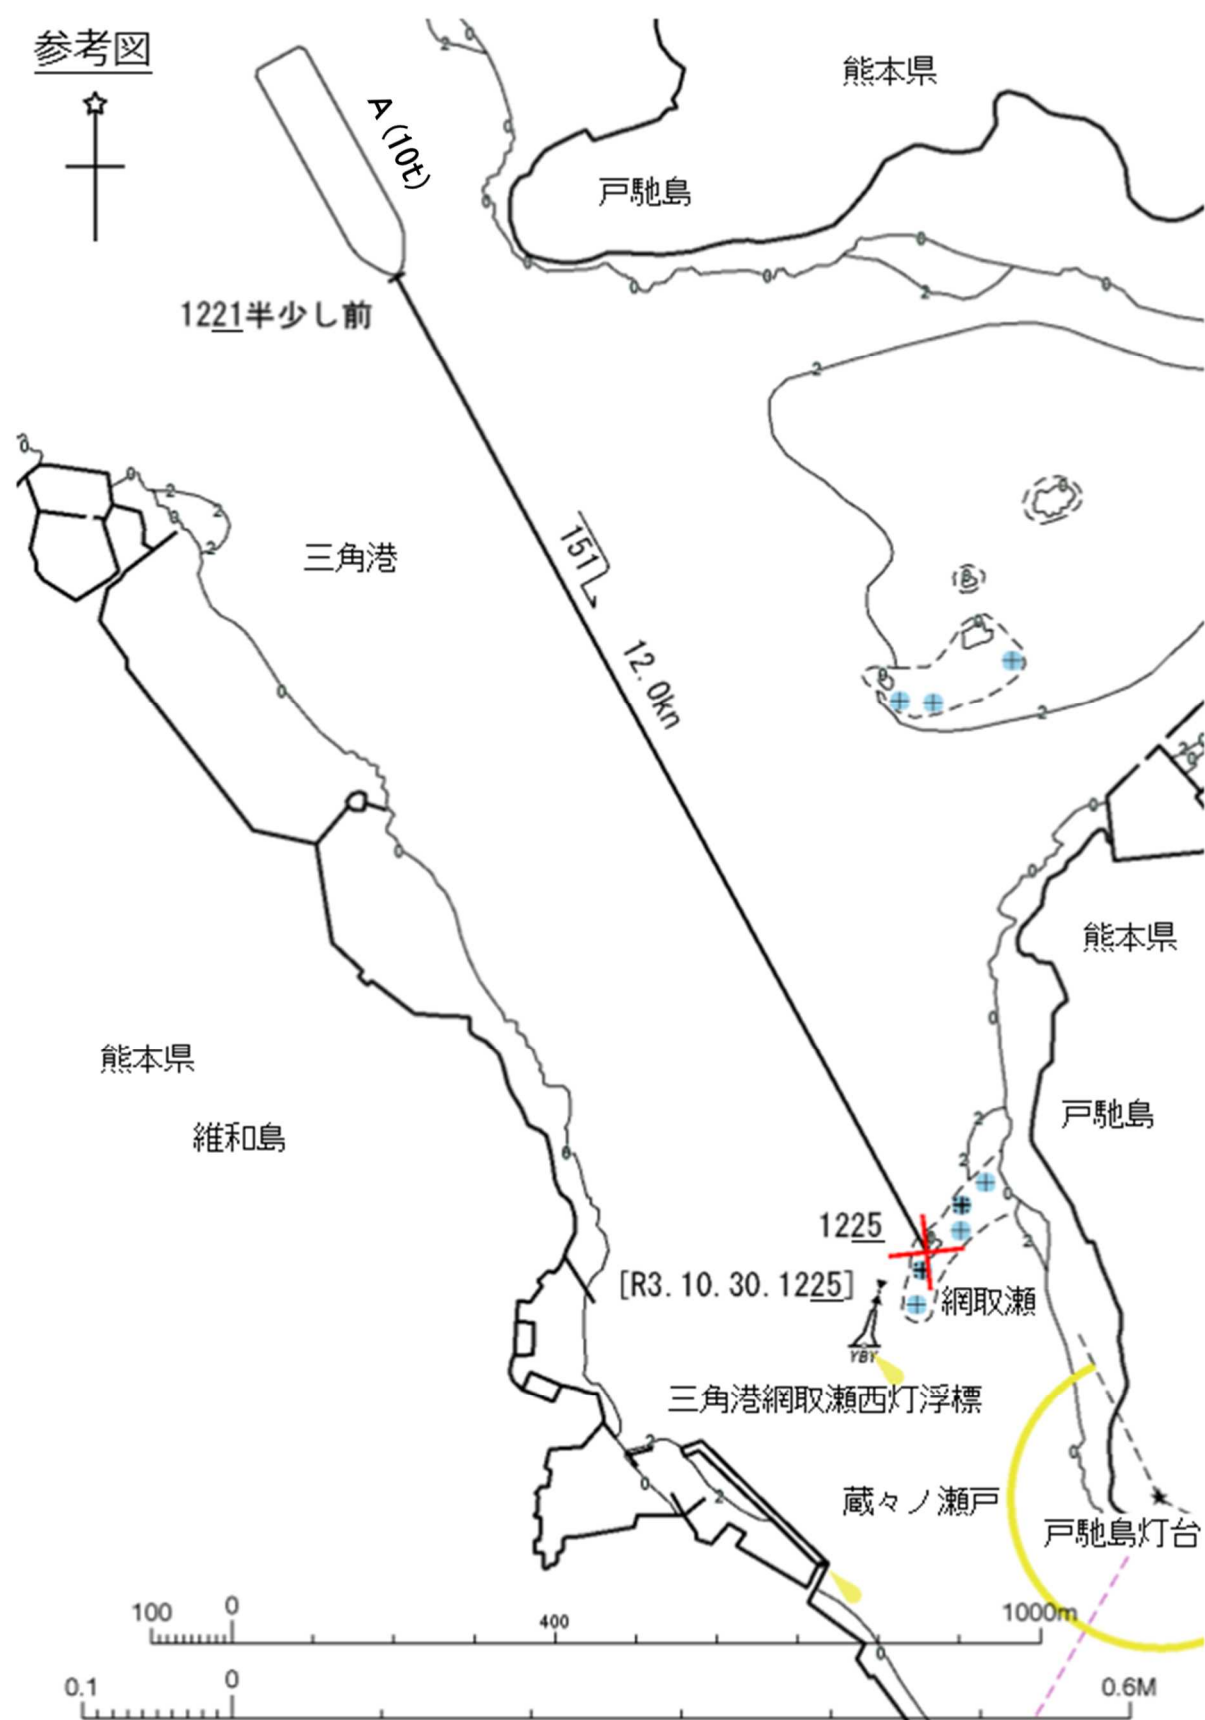 参考図
熊本県
A (10t)
戸馳島
1221半少し前
三角港
151
12.0kn
熊本県
熊本県
戸馳島
維和島
1225
[R3.10.30.1225]
網取瀬
YBY
三角港網取瀬西灯浮標
蔵々ノ瀬戸
戸馳島灯台
100 0 400 1000m
0.1 0 0.6M